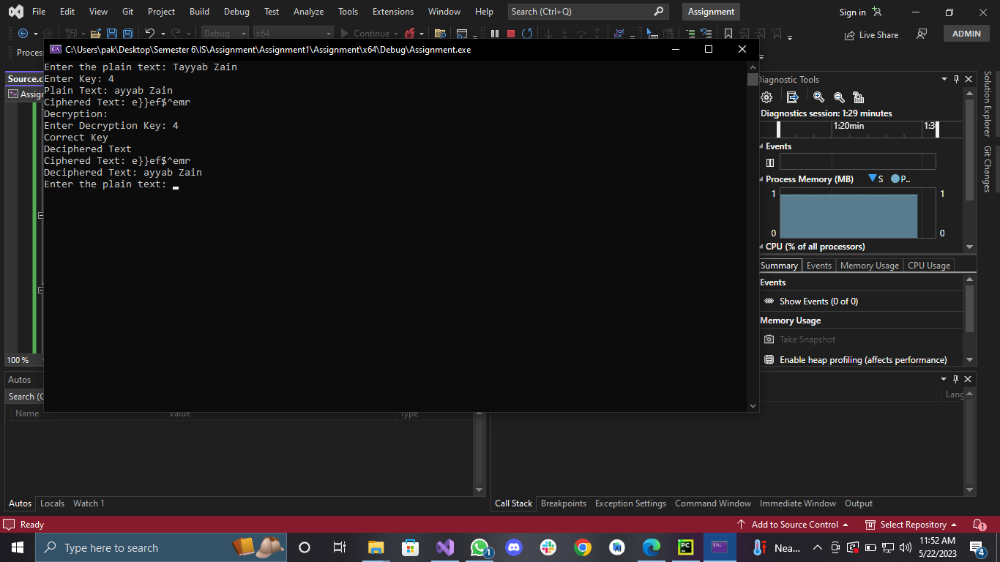 File Edit View Git Project Build Debug Test Analyze Tools Extensions Window Help Search (Ctrl+Q) Assignment Sign in
Debug x64 Continue Live Share ADMIN
Process
C:\Users\pak\Desktop\Semester 6\IS\Assignment\Assignment1\Assignment\x64\Debug\Assignment.exe
Source.c
Assign
Enter the plain text: Tayyab Zain
Enter Key: 4
Plain Text: ayyab Zain
Ciphered Text: e}}ef$^emr
Decryption:
Enter Decryption Key: 4
Correct Key
Deciphered Text
Ciphered Text: e}}ef$^emr
Deciphered Text: ayyab Zain
Enter the plain text:
Diagnostic Tools
Diagnostics session: 1:29 minutes
1:20min 1:3
Events
Process Memory (MB) S P..
1 1
0 0
CPU (% of all processors)
Summary Events Memory Usage CPU Usage
Events
Show Events (0 of 0)
Memory Usage
Take Snapshot
Enable heap profiling (affects performance)
Solution Explorer
Git Changes
100 %
Autos
Search (C
Name Value Type
Lang
Autos Locals Watch 1
Call Stack Breakpoints Exception Settings Command Window Immediate Window Output
Ready Add to Source Control Select Repository 1
Type here to search 1 PC Nea... 11:52 AM
5/22/2023 4